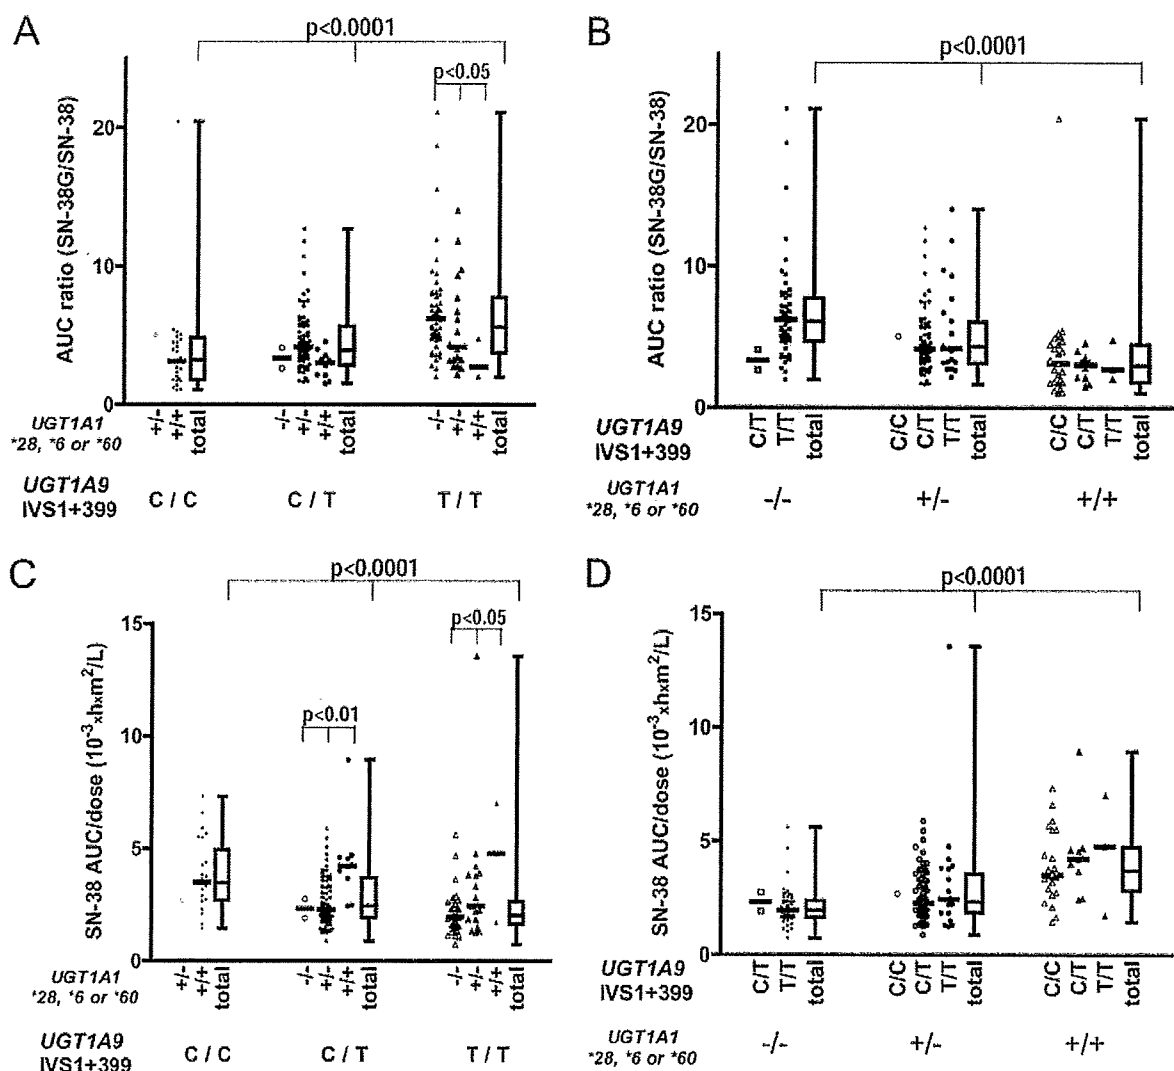 A
p<0.0001
p<0.05
AUC ratio (SN-38G/SN-38)
20
10
0
+/- +/+ total -/- +/- +/+ total -/- +/- +/+ total
UGT1A1
*28, *6 or *60
UGT1A9
IVS1+399
C / C C / T T / T
B
p<0.0001
AUC ratio (SN-38G/SN-38)
20
10
0
UGT1A9
IVS1+399
C/T T/T total C/C C/T T/T total C/C C/T T/T total
UGT1A1
*28, *6 or *60
-/- +/- +/+
C
p<0.0001
p<0.05
p<0.01
SN-38 AUC/dose (10-3xhxm2/L)
15
10
5
0
+/- +/+ total -/- +/- +/+ total -/- +/- +/+ total
UGT1A1
*28, *6 or *60
UGT1A9
IVS1+399
C / C C / T T / T
D
p<0.0001
SN-38 AUC/dose (10-3xhxm2/L)
15
10
5
0
UGT1A9
IVS1+399
C/T T/T total C/C C/T T/T total C/C C/T T/T total
UGT1A1
*28, *6 or *60
-/- +/- +/+